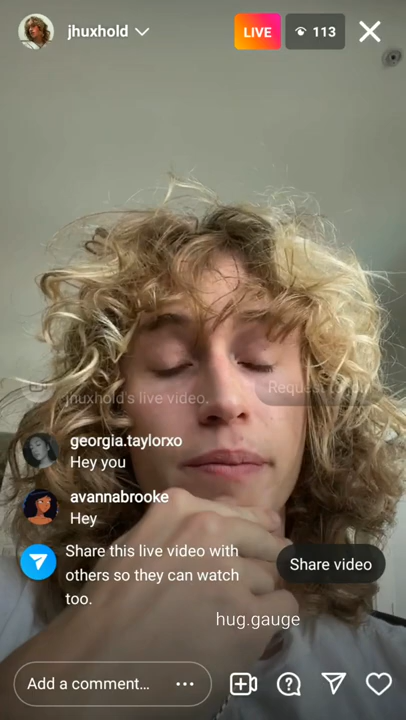 jhuxhold
LIVE
113
jhuxhold's live video.
georgia.taylorxo
Hey you
avannabrooke
Hey
Share this live video with
others so they can watch
too.
Share video
hug.gauge
Add a comment...